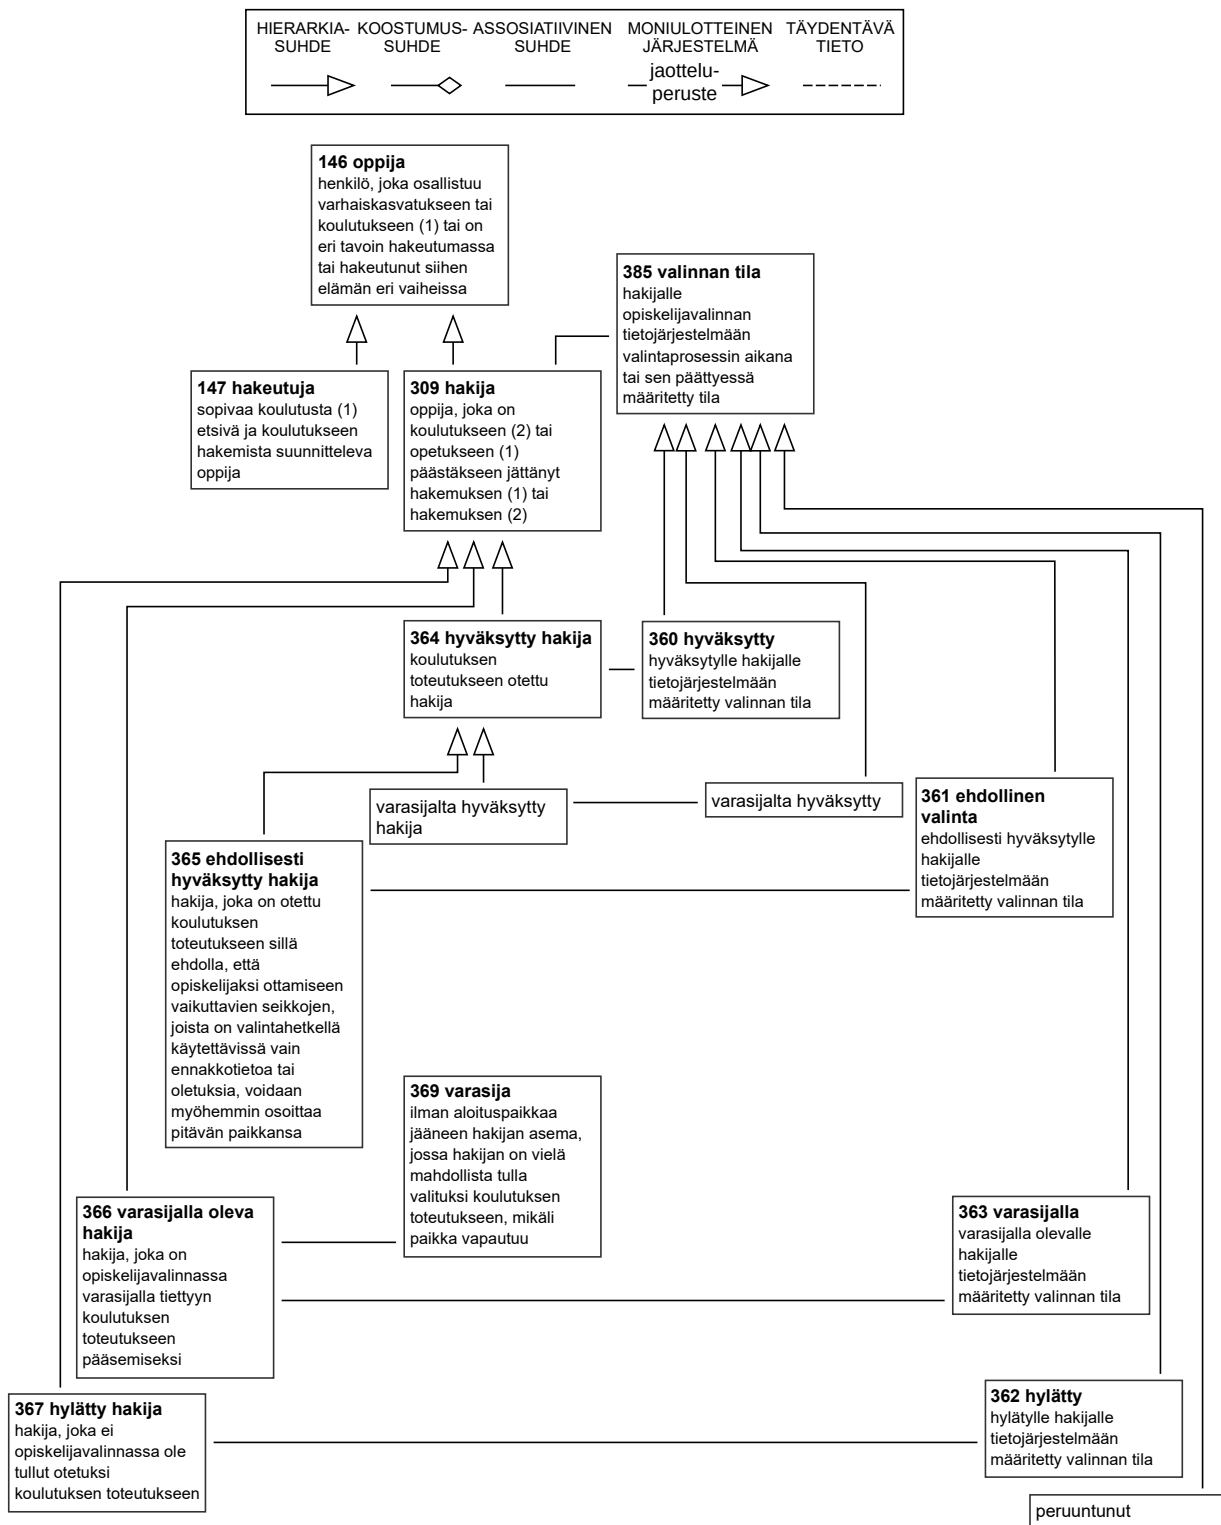 HIERARKIA-
SUHDE
KOOSTUMUS-
SUHDE
ASSOSIATIIVINEN
SUHDE
MONIULOTTEINEN
JÄRJESTELMÄ
TÄYDENTÄVÄ
TIETO
jaottelu-
peruste
146 oppija
henkilö, joka osallistuu
varhaiskasvatukseen tai
koulutukseen (1) tai on
eri tavoin hakeutumassa
tai hakeutunut siihen
elämän eri vaiheissa
385 valinnan tila
hakijalle
opiskelijavalinnan
tietojärjestelmään
valintaprosessin aikana
tai sen päättyessä
määritetty tila
147 hakeutuja
sopivaa koulutusta (1)
etsivä ja koulutukseen
hakemista suunnitteleva
oppija
309 hakija
oppija, joka on
koulutukseen (2) tai
opetukseen (1)
päästäkseen jättänyt
hakemuksen (1) tai
hakemuksen (2)
364 hyväksytty hakija
koulutuksen
toteutukseen otettu
hakija
360 hyväksytty
hyväksytylle hakijalle
tietojärjestelmään
määritetty valinnan tila
varasijalta hyväksytty
hakija
varasijalta hyväksytty
361 ehdollinen
valinta
ehdollisesti hyväksytylle
hakijalle
tietojärjestelmään
määritetty valinnan tila
365 ehdollisesti
hyväksytty hakija
hakija, joka on otettu
koulutuksen
toteutukseen sillä
ehdolla, että
opiskelijaksi ottamiseen
vaikuttavien seikkojen,
joista on valintahetkellä
käytettävissä vain
ennakkotietoa tai
oletuksia, voidaan
myöhemmin osoittaa
pitävän paikkansa
369 varasija
ilman aloituspaikkaa
jääneen hakijan asema,
jossa hakijan on vielä
mahdollista tulla
valituksi koulutuksen
toteutukseen, mikäli
paikka vapautuu
366 varasijalla oleva
hakija
hakija, joka on
opiskelijavalinnassa
varasijalla tiettyyn
koulutuksen
toteutukseen
pääsemiseksi
363 varasijalla
varasijalla olevalle
hakijalle
tietojärjestelmään
määritetty valinnan tila
367 hylätty hakija
hakija, joka ei
opiskelijavalinnassa ole
tullut otetuksi
koulutuksen toteutukseen
362 hylätty
hylätylle hakijalle
tietojärjestelmään
määritetty valinnan tila
peruuntunut